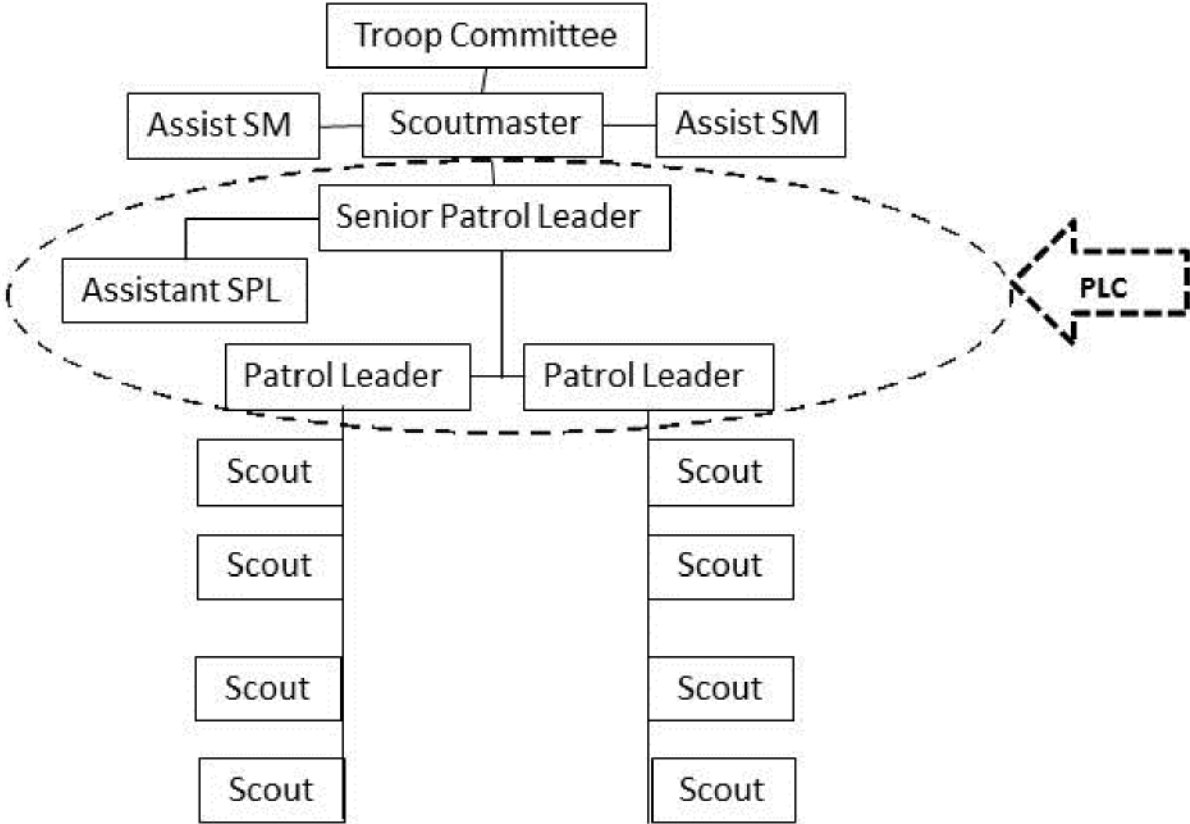 Troop Committee
Assist SM
Scoutmaster
Assist SM
Senior Patrol Leader
Assistant SPL
PLC
Patrol Leader
Patrol Leader
Scout
Scout
Scout
Scout
Scout
Scout
Scout
Scout